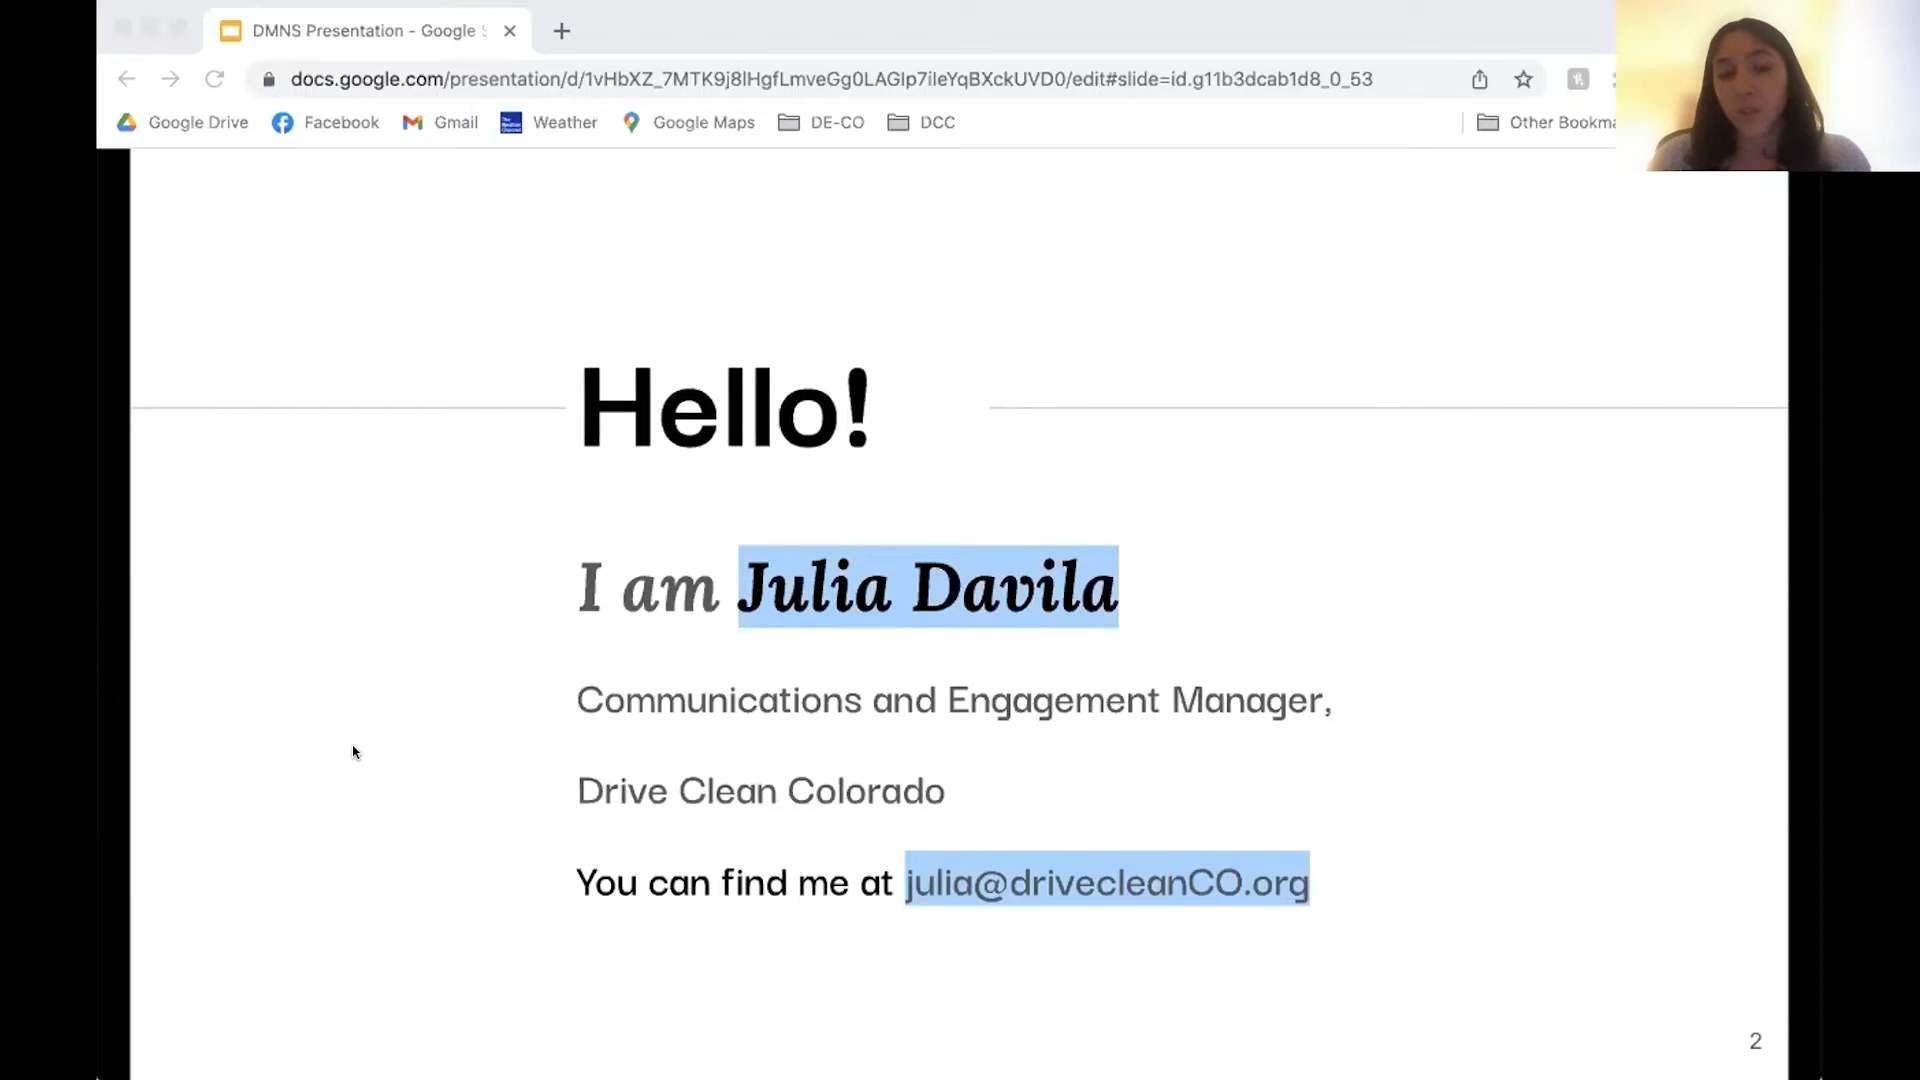 DMNS Presentation - Google
docs.google.com/presentation/d/1vHbXZ_7MTK9j8lHgfLmveGg0LAGlp7ileYqBXckUVD0/edit#slide=id.g11b3dcab1d8_0_53
Google Drive Facebook Gmail Weather Google Maps DE-CO DCC Other Bookma
Hello!
I am Julia Davila
Communications and Engagement Manager,
Drive Clean Colorado
You can find me at julia@drivecleanCO.org
2